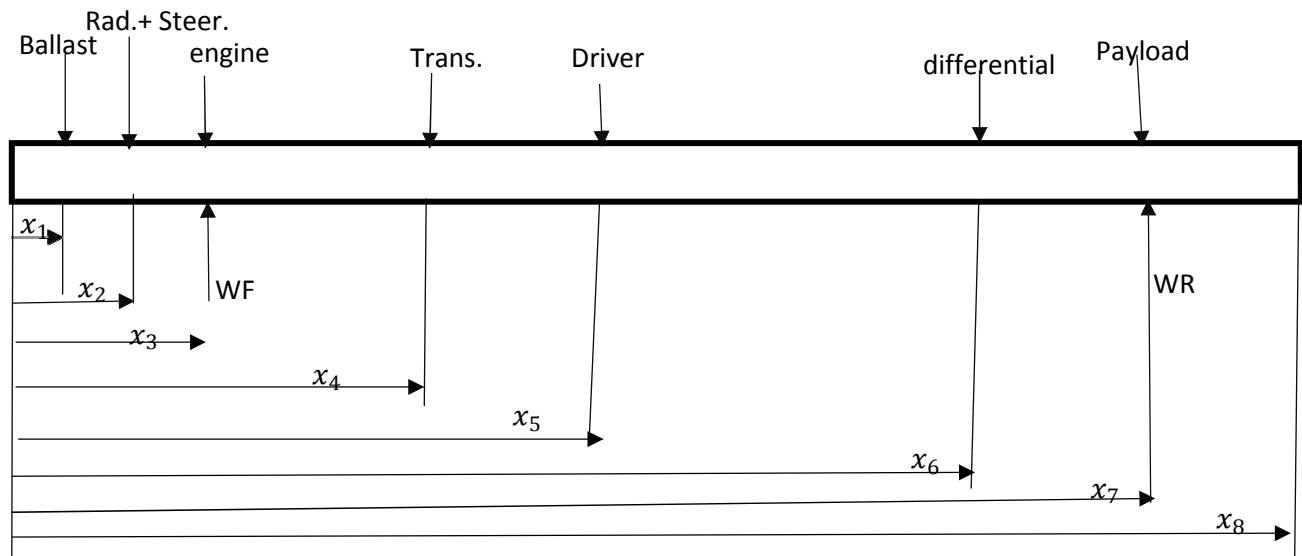 Rad.+ Steer.
Ballast
engine
Trans.
Driver
differential
Payload
x₁
x₂
WF
WR
x₃
x₄
x₅
x₆
x₇
x₈